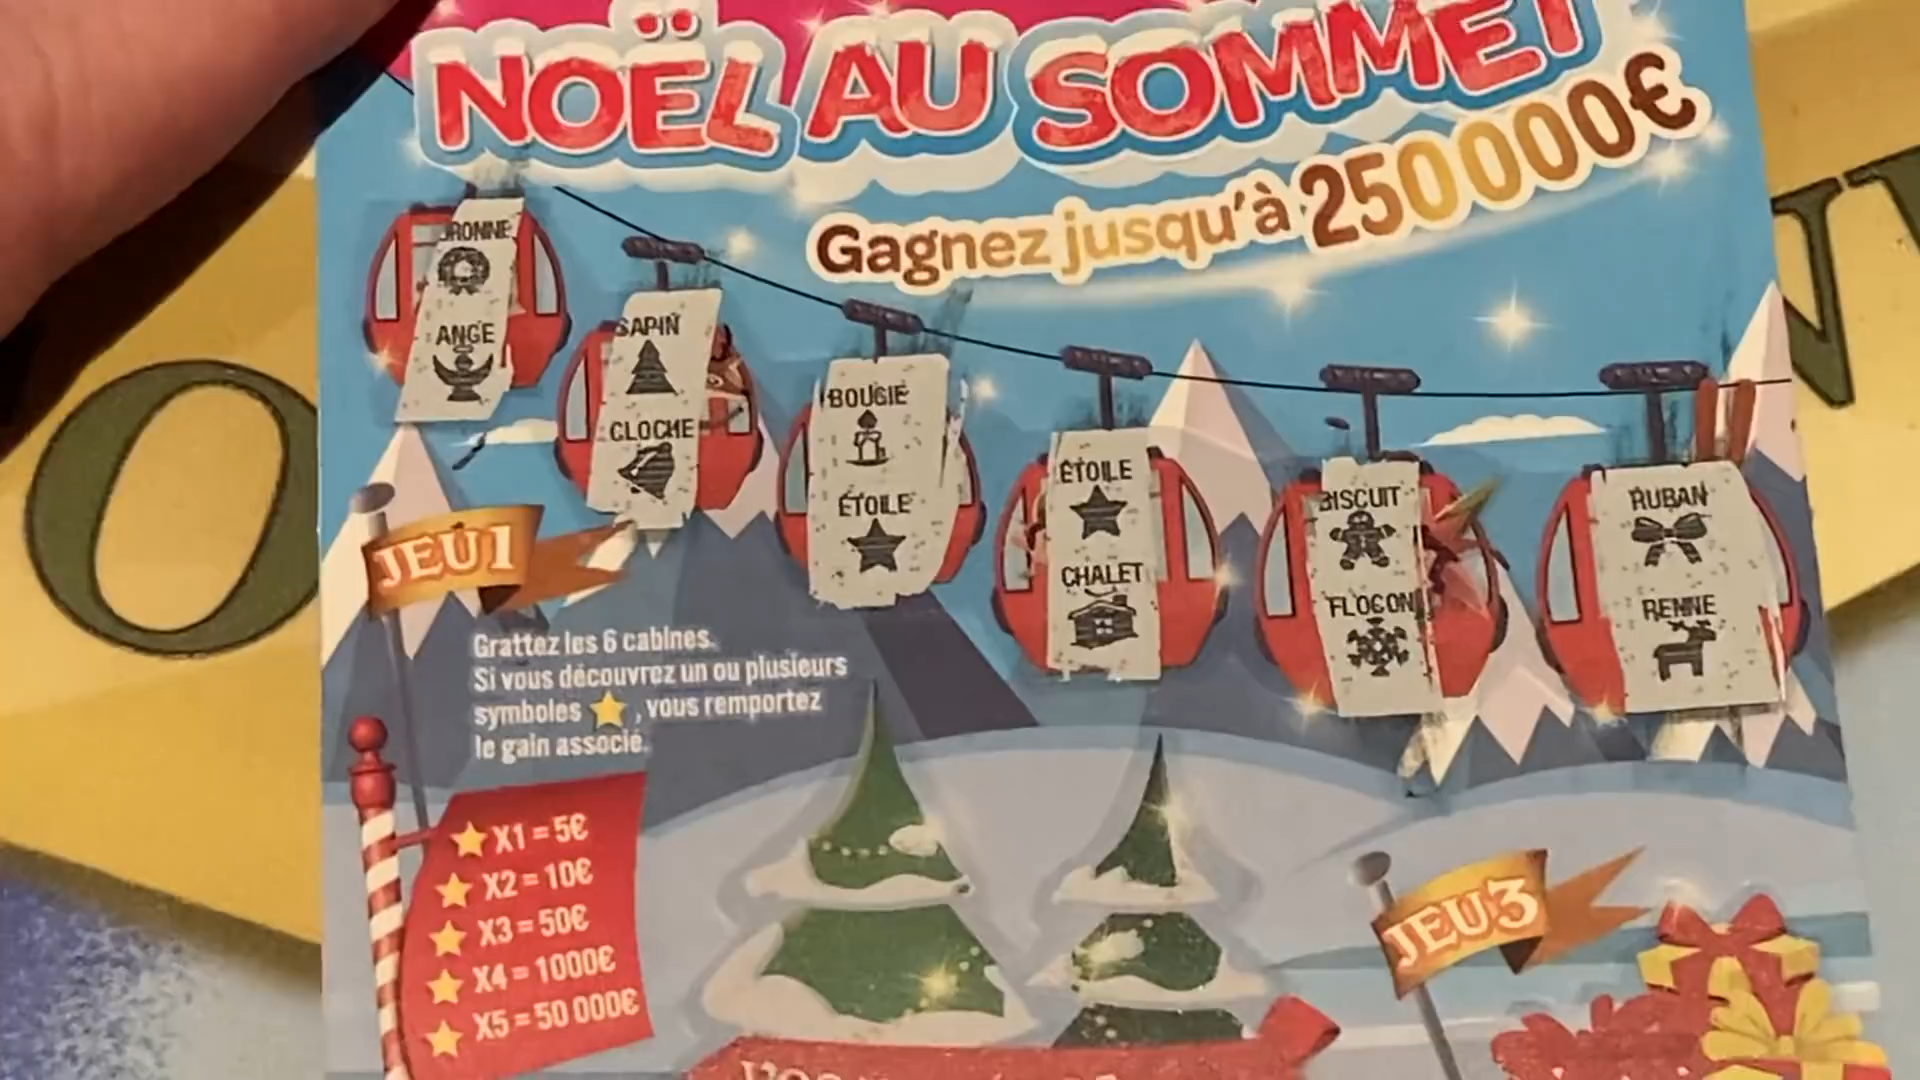 NOËL AU SOMMET
Gagnez jusqu'à 250 000€
ANGE
SAPIN
CLOCHE
BOUGIE
ÉTOILE
ÉTOILE
CHALET
BISCUIT
FLOCON
RUBAN
RENNE
JEU 1
Grattez les 6 cabines.
Si vous découvrez un ou plusieurs
symboles , vous remportez
le gain associé.
X1 = 5€
X2 = 10€
X3 = 50€
X4 = 1000€
X5 = 50 000€
JEU 3